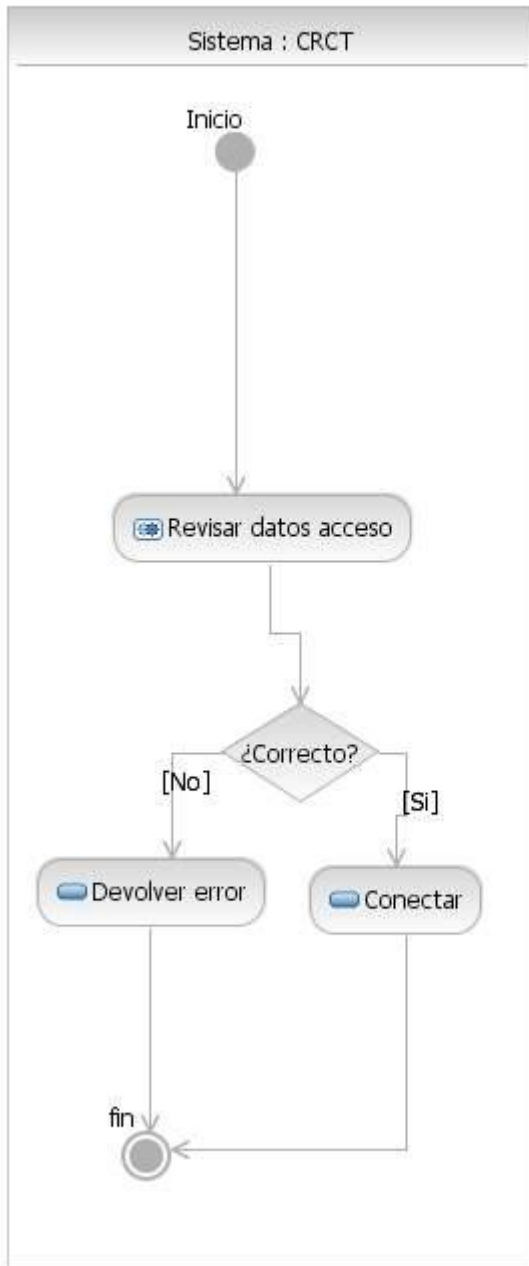 Sistema : CRCT
Inicio
Revisar datos acceso
¿Correcto?
[No]
[Si]
Devolver error
Conectar
fin